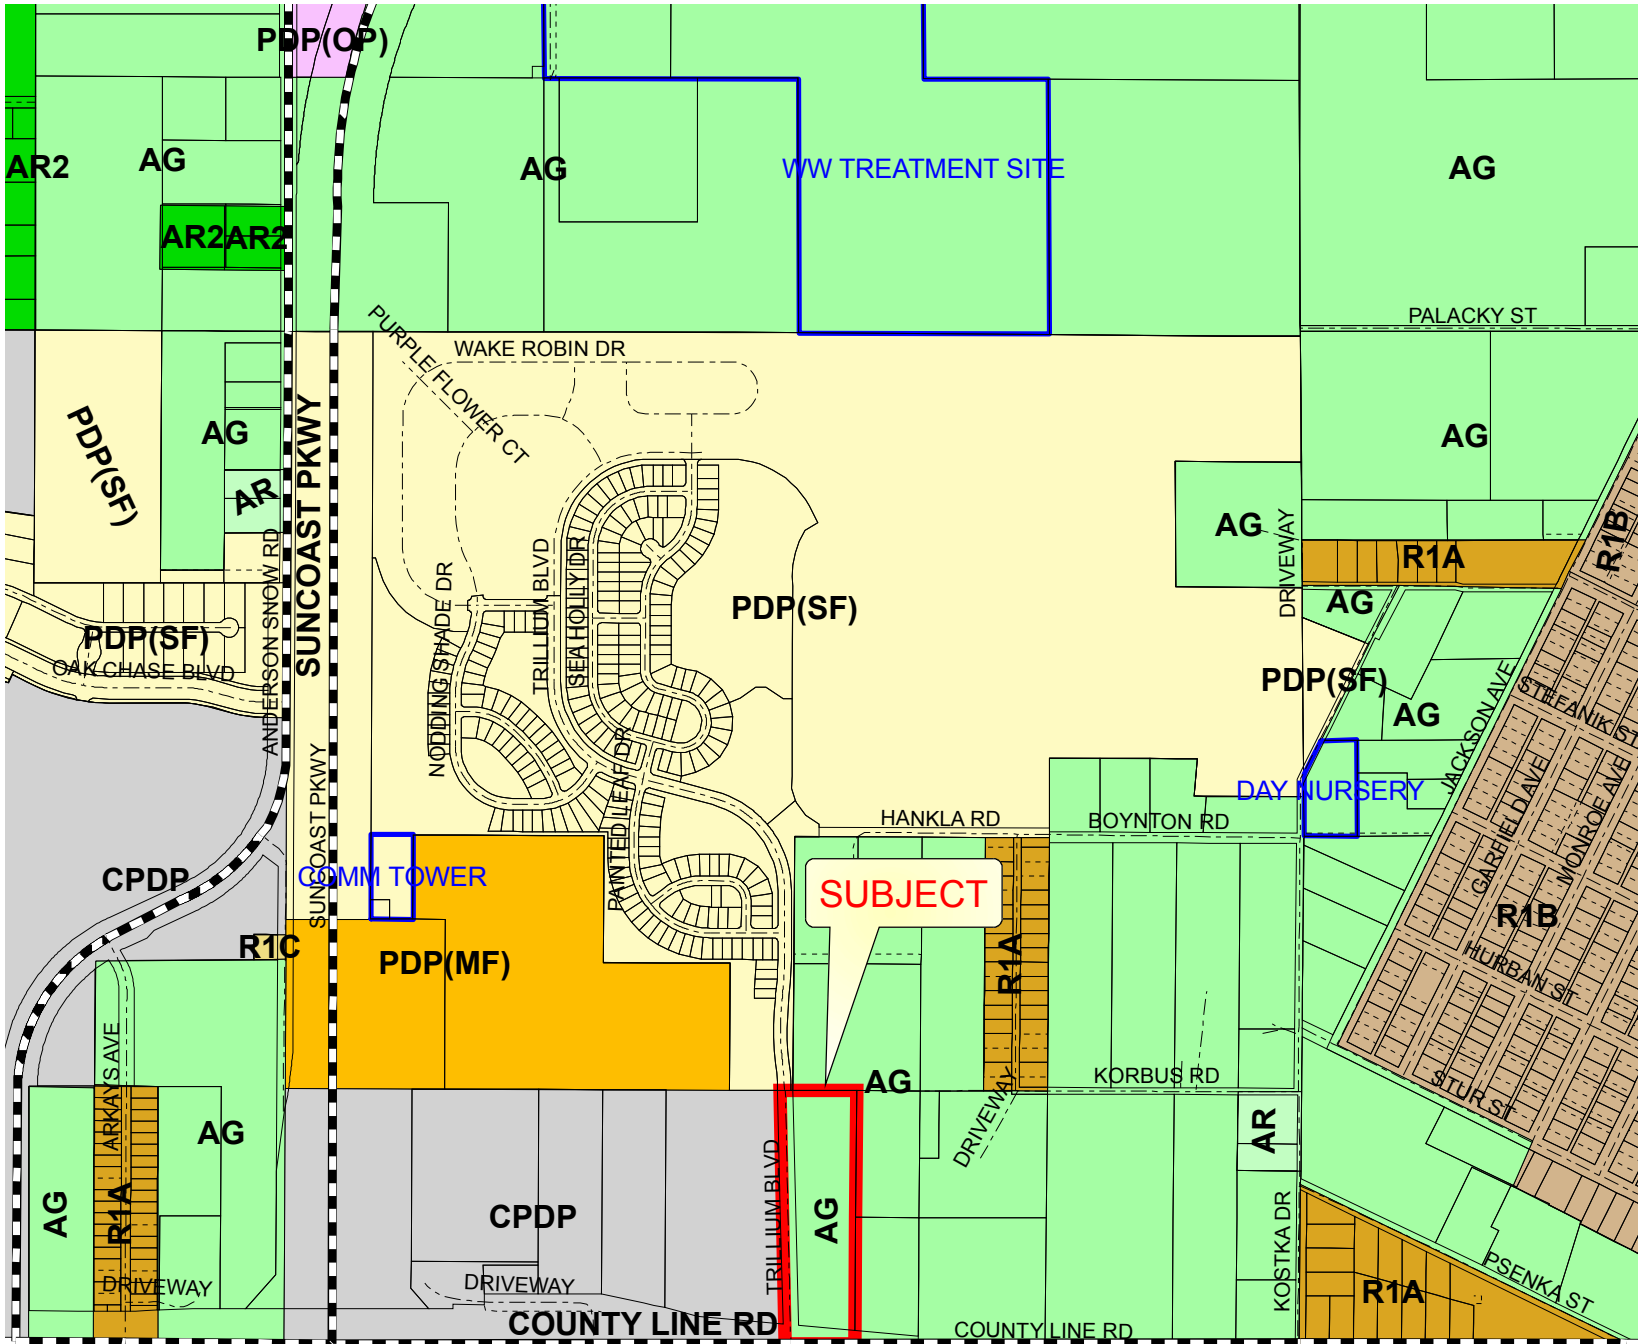 PDP(OP)
AR2
AG
AG
WW TREATMENT SITE
AG
AR2
AR2
PALACKY ST
PURPLE FLOWER CT
WAKE ROBIN DR
PDP(SF)
AG
AR
SUNCOAST PKWY
AG
R1B
AG
DRIVEWAY
R1A
AG
ANDERSON SNOW RD
NODDING SHADE DR
TRILLIUM BLVD
SEA HOLLY DR
PDP(SF)
PDP(SF)
OAK CHASE BLVD
PDP(SF)
AG
JACKSON AVE
STEFANIK ST
SUNCOAST PKWY
PAINTED LEAF DR
DAY NURSERY
GARFIELD AVE
MONROE AVE
HANKLA RD
BOYNTON RD
CPDP
COMM TOWER
SUBJECT
R1B
R1C
PDP(MF)
R1A
HURBAN ST
ARKAYS AVE
AG
KORBUS RD
STUR ST
DRIVEWAY
AG
AR
AG
R1A
CPDP
TRILLIUM BLVD
AG
KOSTKA DR
PSENKA ST
R1A
DRIVEWAY
DRIVEWAY
COUNTY LINE RD
COUNTY LINE RD